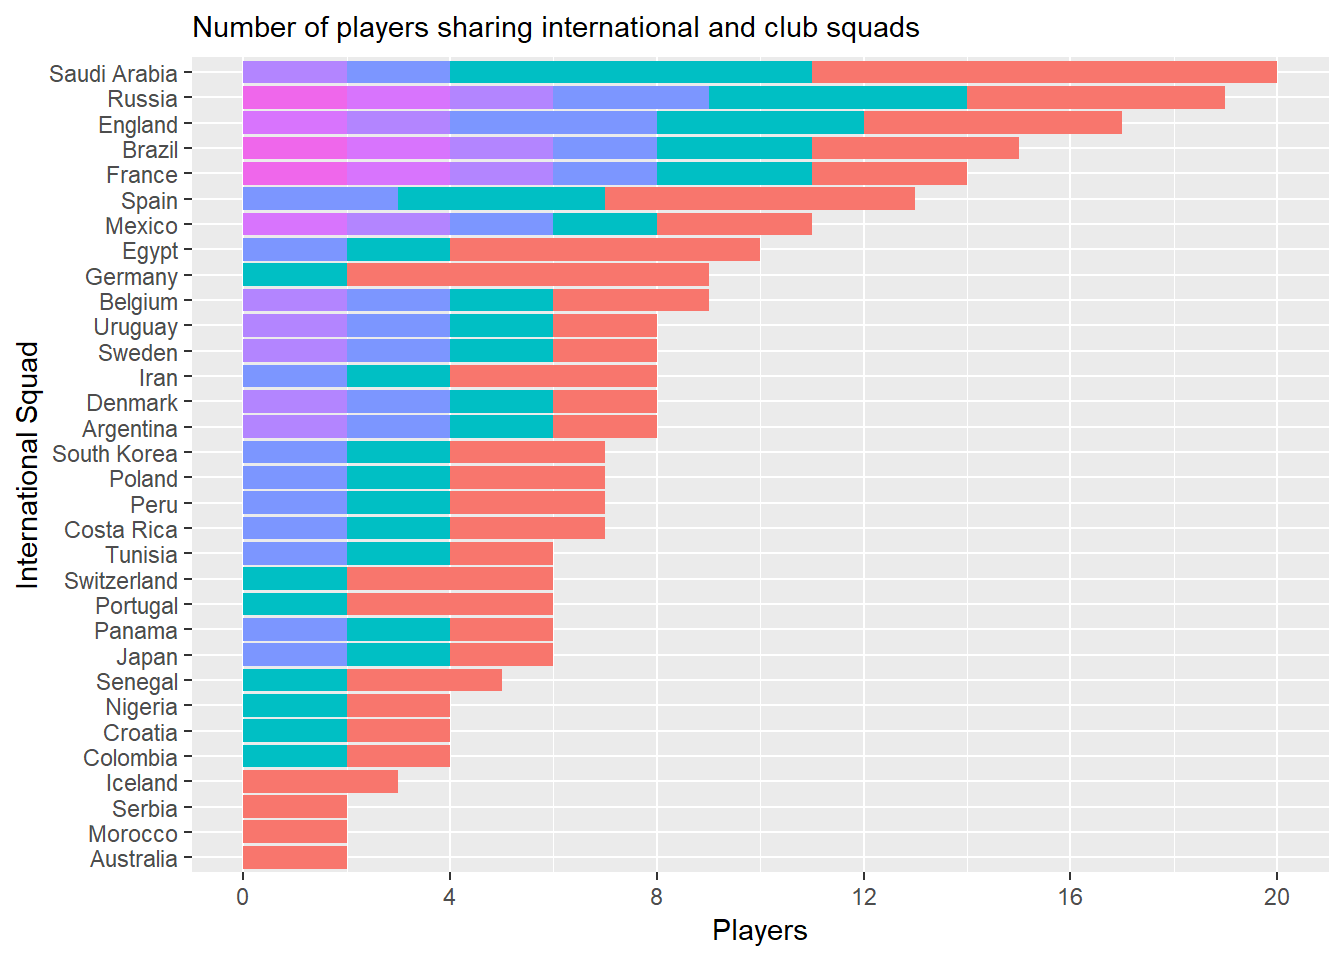 Number of players sharing international and club squads
International Squad
Saudi Arabia
Russia
England
Brazil
France
Spain
Mexico
Egypt
Germany
Belgium
Uruguay
Sweden
Iran
Denmark
Argentina
South Korea
Poland
Peru
Costa Rica
Tunisia
Switzerland
Portugal
Panama
Japan
Senegal
Nigeria
Croatia
Colombia
Iceland
Serbia
Morocco
Australia
0 4 8 12 16 20
Players